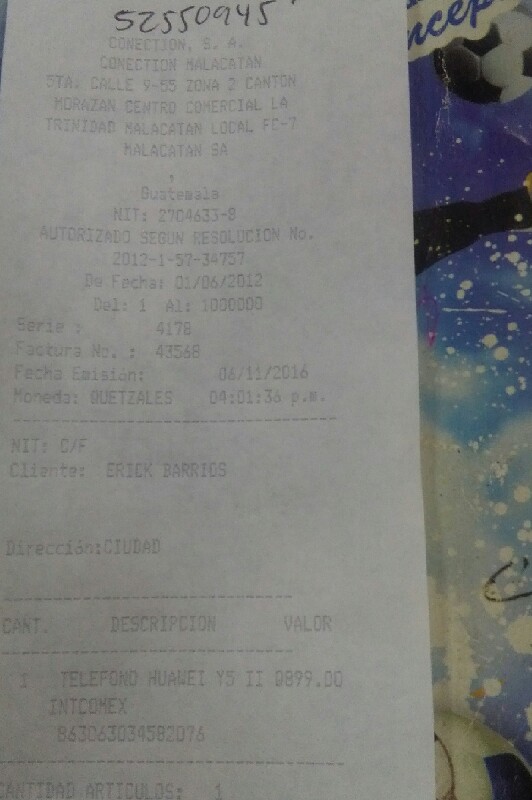 52550945
CONECTION, S. A.
CONECTION MALACATAN
5TA. CALLE 9-55 ZONA 2 CANTON
MORAZAN CENTRO COMERCIAL LA
TRINIDAD MALACATAN LOCAL FC-7
MALACATAN SA
,
Guatemala
NIT: 2704633-8
AUTORIZADO SEGUN RESOLUCION No.
2012-1-57-34757
De Fecha: 01/06/2012
Del: 1 Al: 1000000
Serie : 4178
Factura No. : 43568
Fecha Emisión: 06/11/2016
Moneda: QUETZALES 04:01:36 p.m.
NIT: C/F
Cliente: ERICK BARRIOS
Dirección:CIUDAD
CANT. DESCRIPCION VALOR
1 TELEFONO HUAWEI Y5 II Q899.00
INTCOMEX
863063034582076
CANTIDAD ARTICULOS: 1